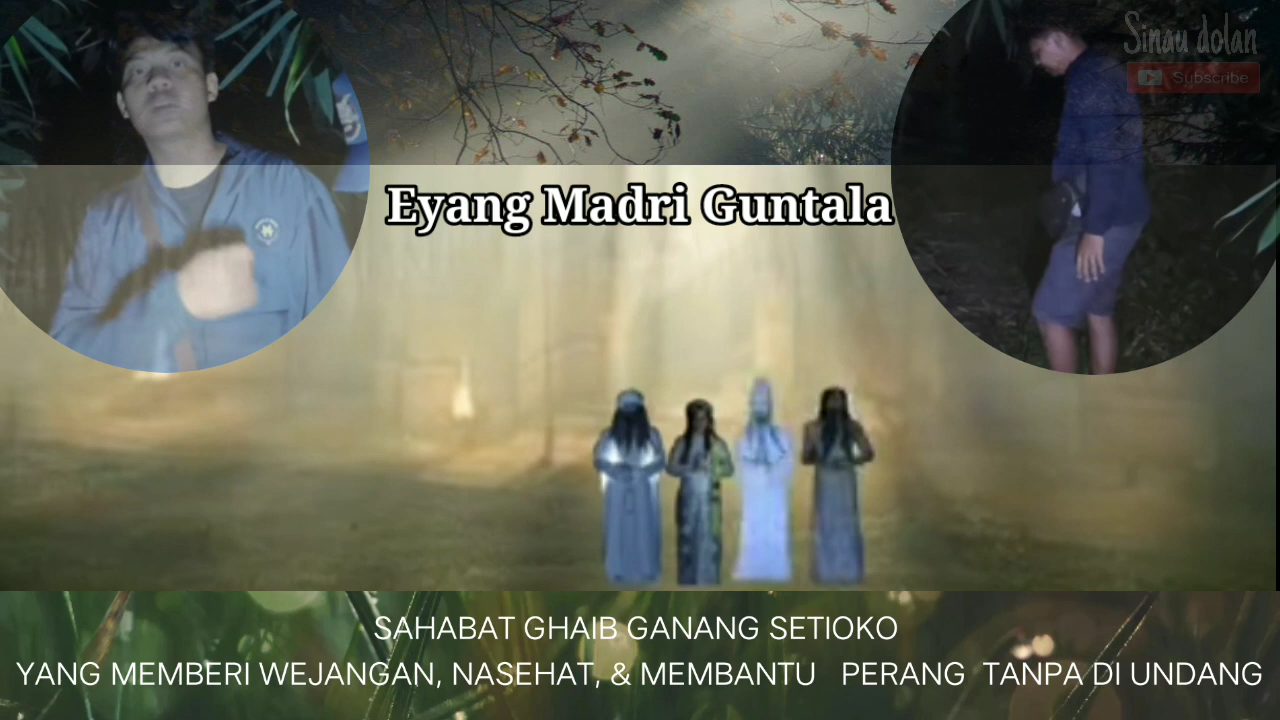 Sinau dolan
Subscribe
Eyang Madri Guntala
SAHABAT GHAIB GANANG SETIOKO
YANG MEMBERI WEJANGAN, NASEHAT, & MEMBANTU PERANG TANPA DI UNDANG